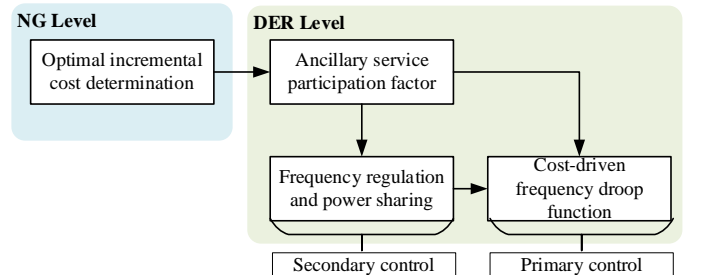 NG Level
DER Level
Optimal incremental
cost determination
Ancillary service
participation factor
Frequency regulation
and power sharing
Cost-driven
frequency droop
function
Secondary control
Primary control